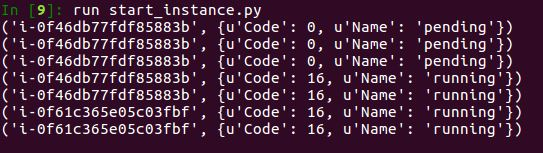 In [9]: run start_instance.py
('i-0f46db77fdf85883b', {u'Code': 0, u'Name': 'pending'})
('i-0f46db77fdf85883b', {u'Code': 0, u'Name': 'pending'})
('i-0f46db77fdf85883b', {u'Code': 0, u'Name': 'pending'})
('i-0f46db77fdf85883b', {u'Code': 16, u'Name': 'running'})
('i-0f46db77fdf85883b', {u'Code': 16, u'Name': 'running'})
('i-0f61c365e05c03fbf', {u'Code': 16, u'Name': 'running'})
('i-0f61c365e05c03fbf', {u'Code': 16, u'Name': 'running'})